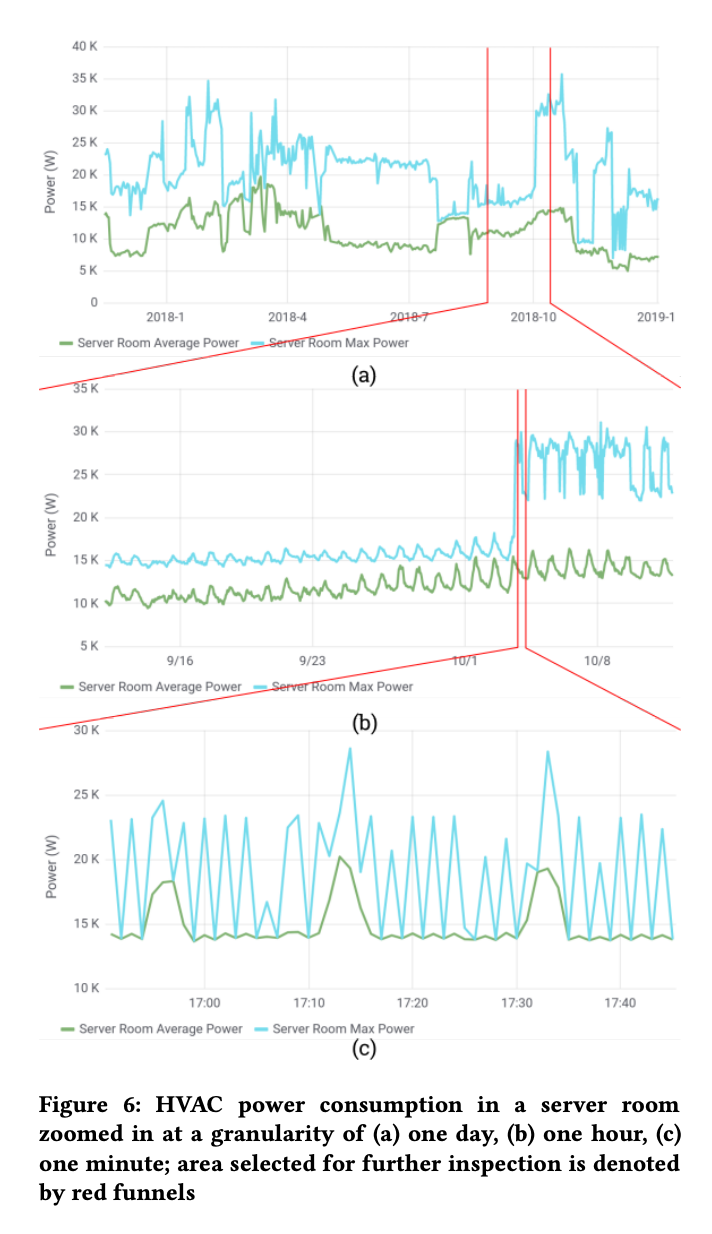 40 K
35 K
30 K
25 K
20 K
15 K
10 K
5 K
0
Power (W)
2018-1 2018-4 2018-7 2018-10 2019-1
Server Room Average Power Server Room Max Power
(a)
35 K
30 K
25 K
20 K
15 K
10 K
5 K
Power (W)
9/16 9/23 10/1 10/8
Server Room Average Power Server Room Max Power
(b)
30 K
25 K
20 K
15 K
10 K
Power (W)
17:00 17:10 17:20 17:30 17:40
Server Room Average Power Server Room Max Power
(c)
Figure 6: HVAC power consumption in a server room
zoomed in at a granularity of (a) one day, (b) one hour, (c)
one minute; area selected for further inspection is denoted
by red funnels